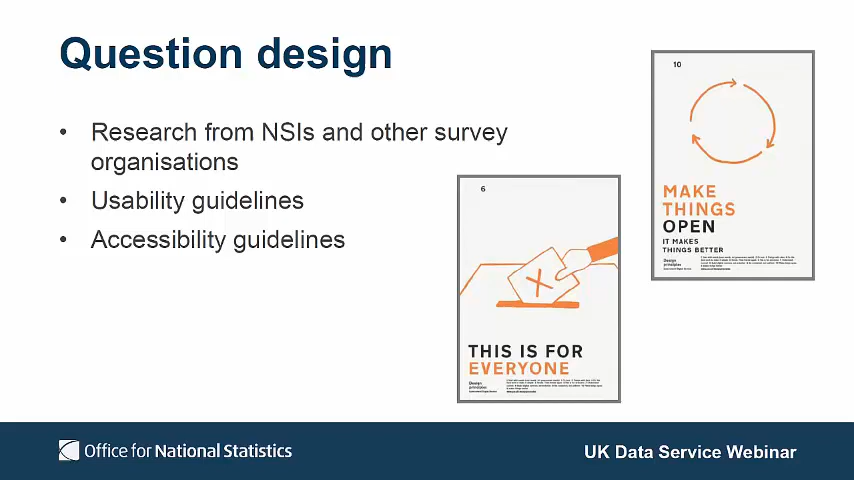 Question design
• Research from NSIs and other survey
organisations
• Usability guidelines
• Accessibility guidelines
10
MAKE
THINGS
OPEN
IT MAKES
THINGS BETTER
Design
principles
6
THIS IS FOR
EVERYONE
Design
principles
Office for National Statistics
UK Data Service Webinar